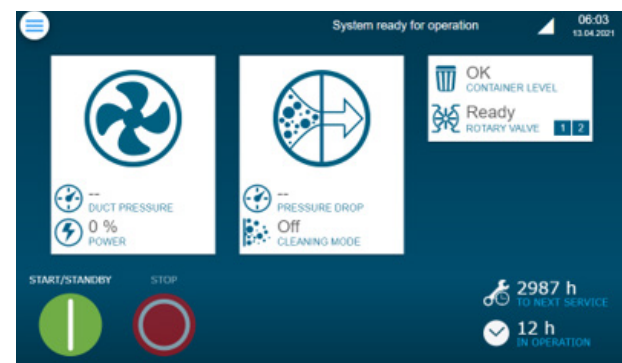 System ready for operation
06:03
13.04.2021
--
DUCT PRESSURE
0 %
POWER
--
PRESSURE DROP
Off
CLEANING MODE
OK
CONTAINER LEVEL
Ready
ROTARY VALVE 1 2
START/STANDBY
STOP
2987 h
TO NEXT SERVICE
12 h
IN OPERATION